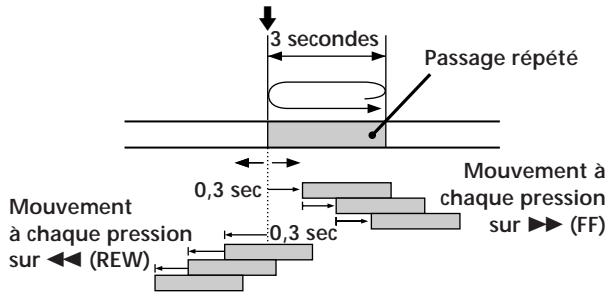 3 secondes
Passage répété
0,3 sec
Mouvement à
chaque pression
sur ►► (FF)
Mouvement
à chaque pression
sur ◄◄ (REW)
0,3 sec